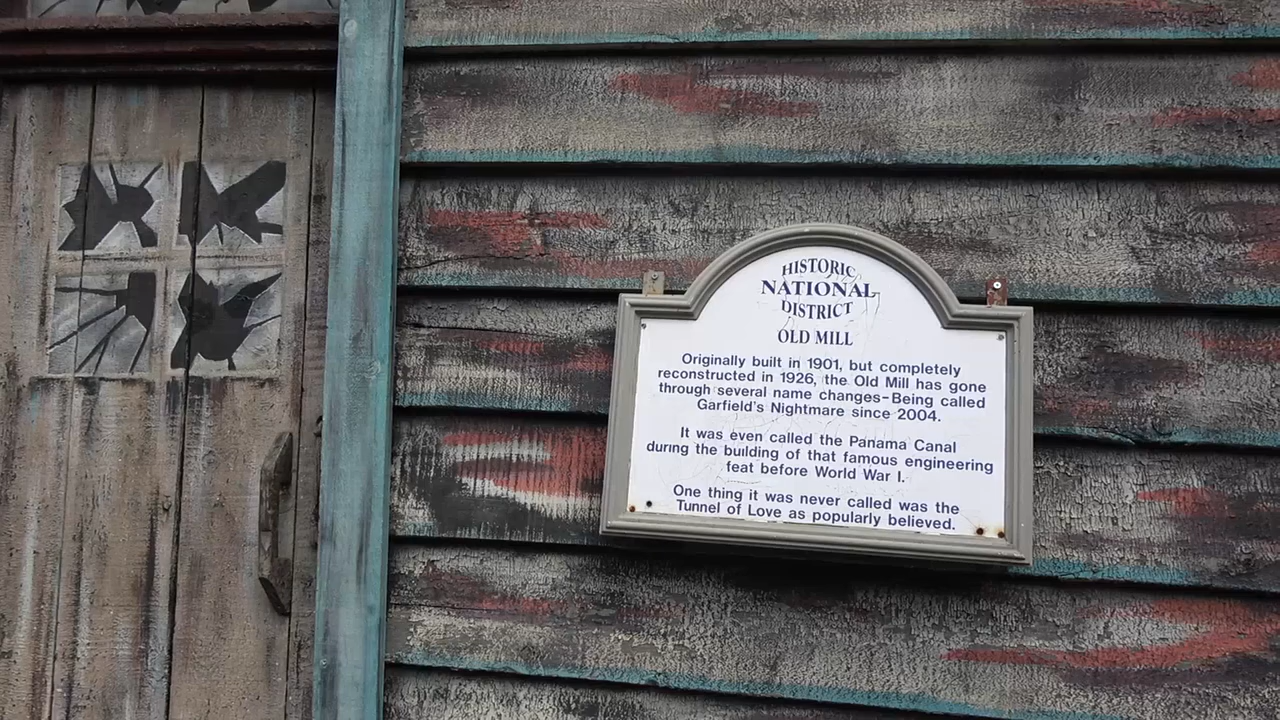 HISTORIC
NATIONAL
DISTRICT
OLD MILL
Originally built in 1901, but completely
reconstructed in 1926, the Old Mill has gone
through several name changes-Being called
Garfield's Nightmare since 2004.
It was even called the Panama Canal
during the building of that famous engineering
feat before World War I.
One thing it was never called was the
Tunnel of Love as popularly believed.